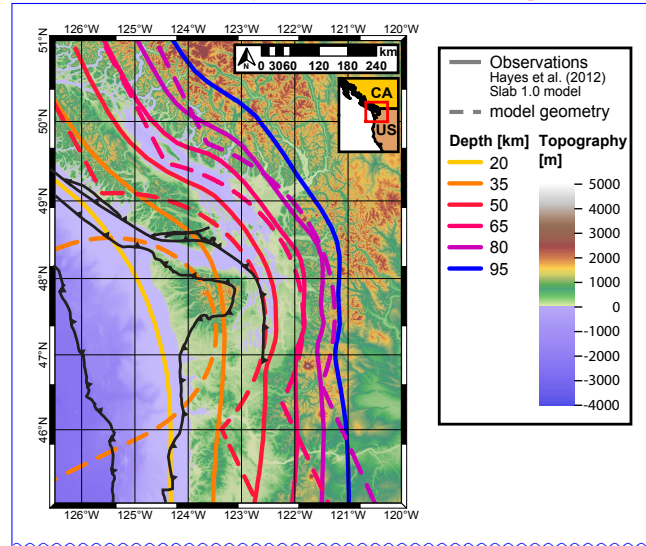 126°W 125°W 124°W 123°W 122°W 121°W 120°W
51°N
50°N
49°N
48°N
47°N
46°N
N
km
0 30 60 120 180 240
CA
US
126°W 125°W 124°W 123°W 122°W 121°W 120°W
Observations
Hayes et al. (2012)
Slab 1.0 model
model geometry
Depth [km] Topography
[m]
20
35
50
65
80
95
5000
4000
3000
2000
1000
0
-1000
-2000
-3000
-4000